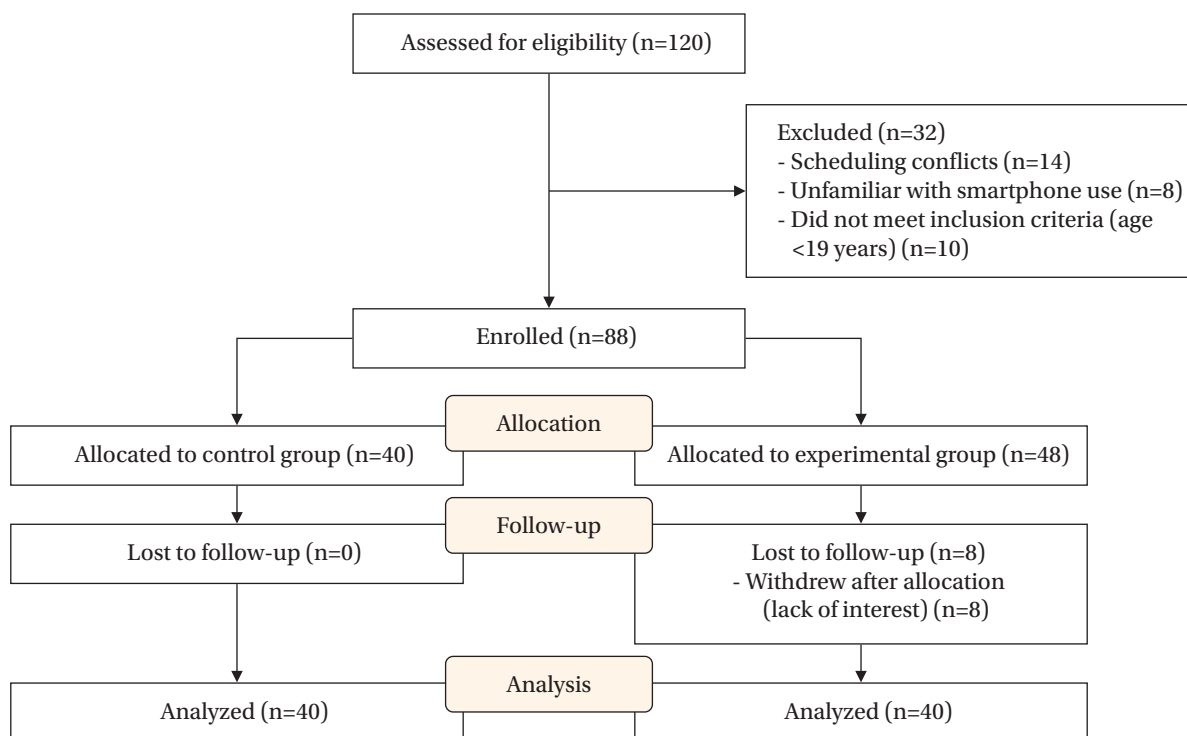 Assessed for eligibility (n=120)
Excluded (n=32)
- Scheduling conflicts (n=14)
- Unfamiliar with smartphone use (n=8)
- Did not meet inclusion criteria (age
<19 years) (n=10)
Enrolled (n=88)
Allocation
Allocated to control group (n=40)
Allocated to experimental group (n=48)
Follow-up
Lost to follow-up (n=0)
Lost to follow-up (n=8)
- Withdrew after allocation
(lack of interest) (n=8)
Analysis
Analyzed (n=40)
Analyzed (n=40)